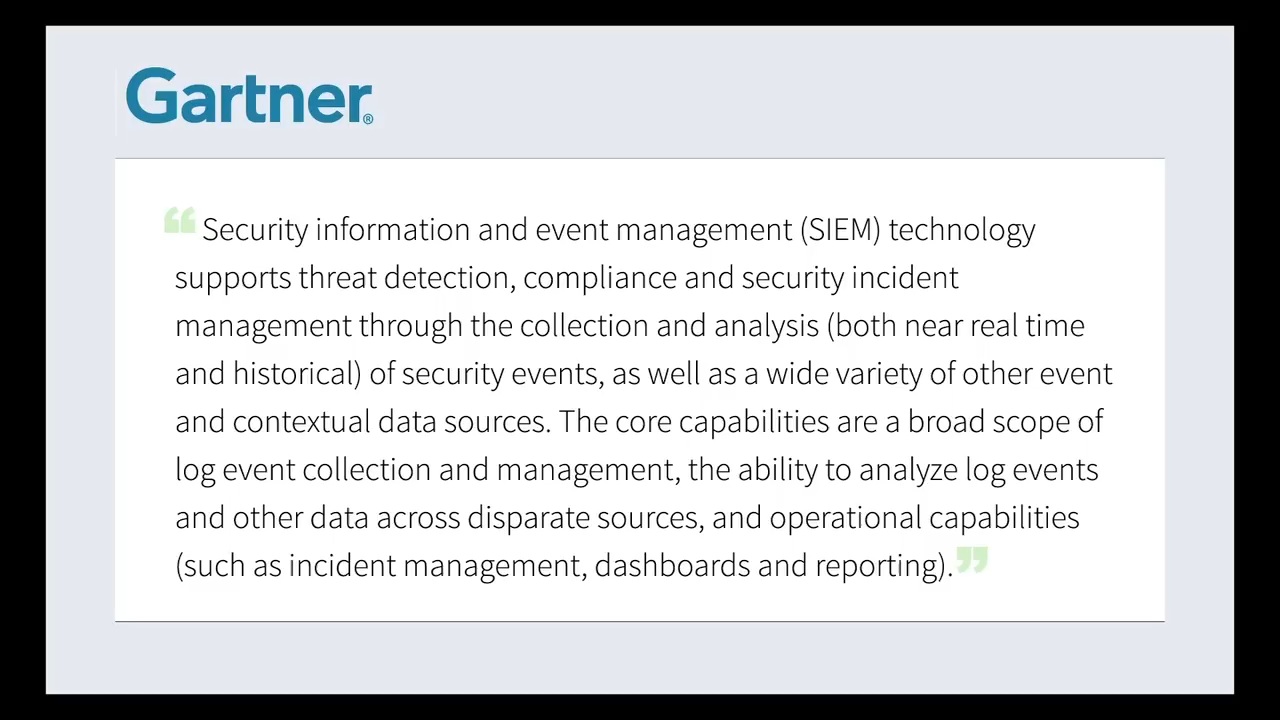 Gartner®
“Security information and event management (SIEM) technology
supports threat detection, compliance and security incident
management through the collection and analysis (both near real time
and historical) of security events, as well as a wide variety of other event
and contextual data sources. The core capabilities are a broad scope of
log event collection and management, the ability to analyze log events
and other data across disparate sources, and operational capabilities
(such as incident management, dashboards and reporting).”